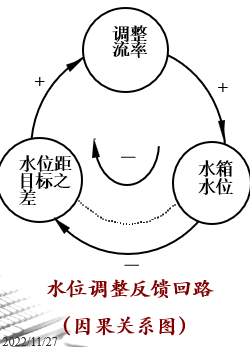 调整
流率
+
+
水位距
目标之
差
—
水箱
水位
—
水位调整反馈回路
(因果关系图)
2022/11/27